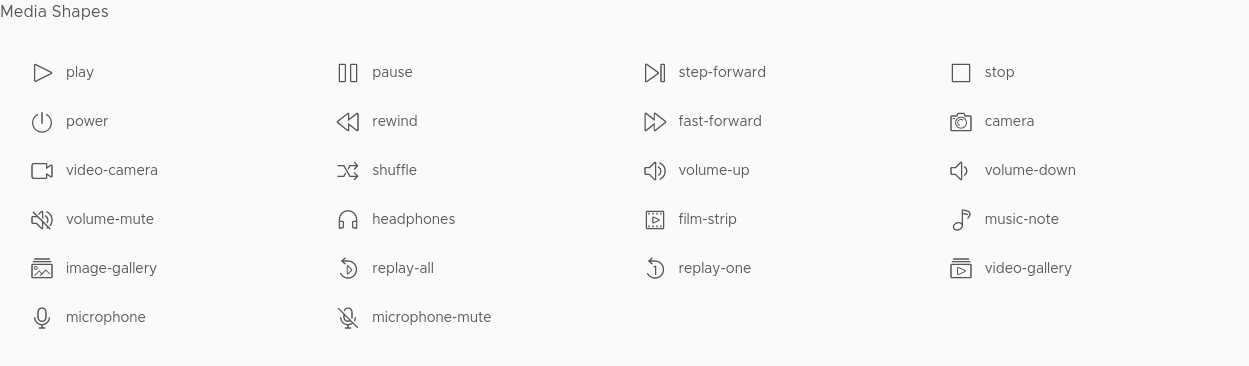 Media Shapes
play pause step-forward stop
power rewind fast-forward camera
video-camera shuffle volume-up volume-down
volume-mute headphones film-strip music-note
image-gallery replay-all replay-one video-gallery
microphone microphone-mute